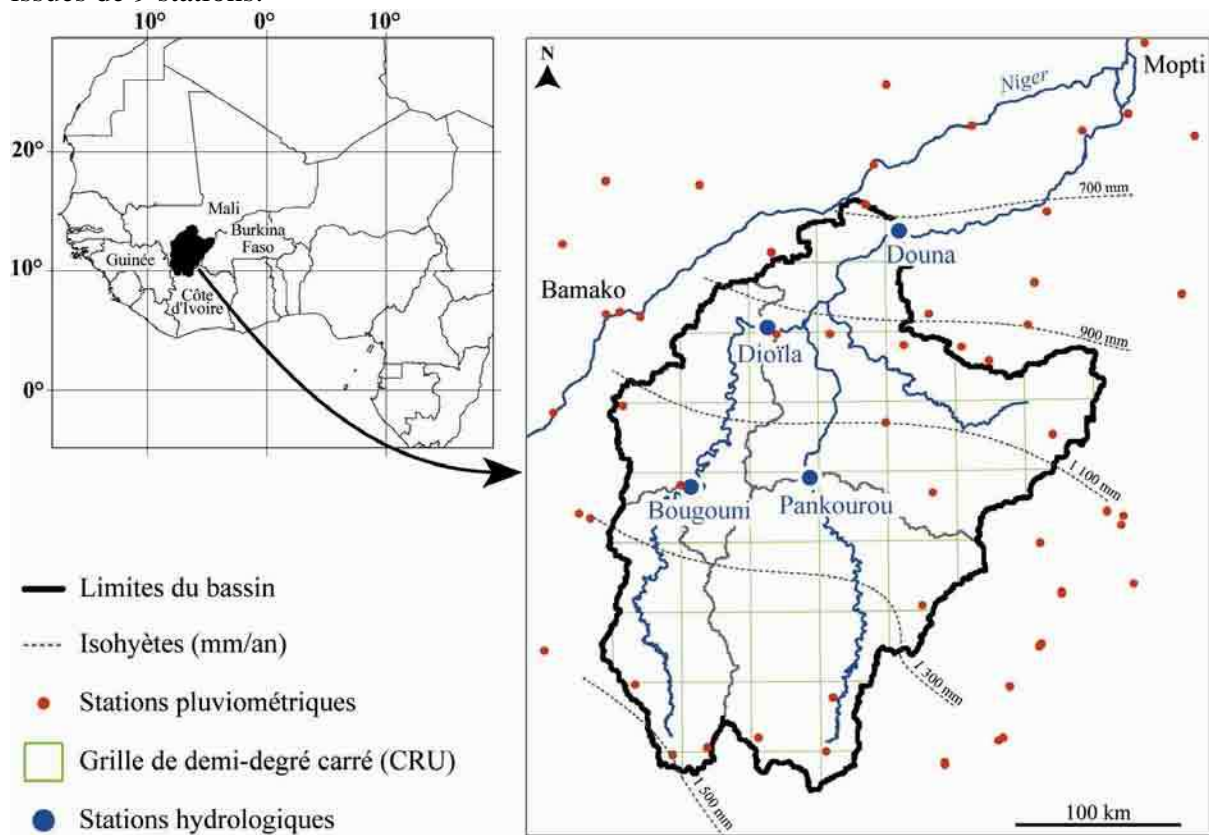 issues de 9 stations.
10°
0°
10°
20°
10°
0°
Mali
Burkina
Faso
Guinée
Côte
d'Ivoire
N
Niger
Mopti
700 mm
Douna
Bamako
900 mm
Dioïla
1 100 mm
Bougouni
Pankourou
1 300 mm
1 500 mm
100 km
Limites du bassin
Isohyètes (mm/an)
Stations pluviométriques
Grille de demi-degré carré (CRU)
Stations hydrologiques